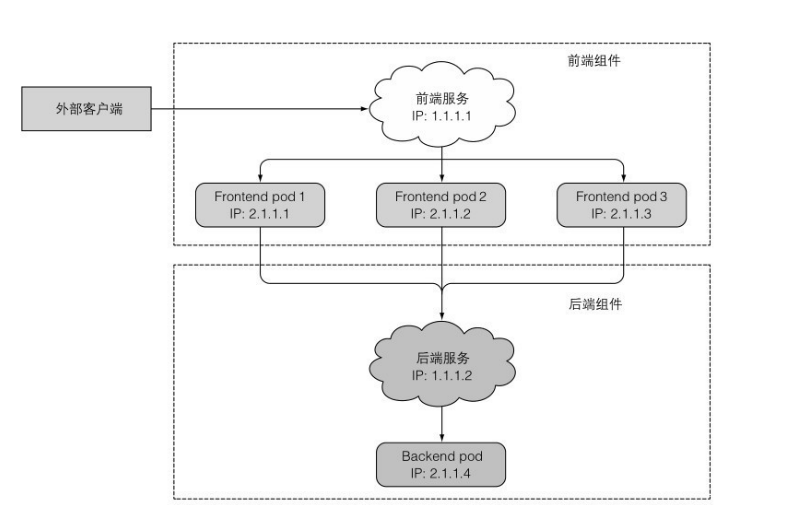 前端组件
外部客户端
前端服务
IP: 1.1.1.1
Frontend pod 1
IP: 2.1.1.1
Frontend pod 2
IP: 2.1.1.2
Frontend pod 3
IP: 2.1.1.3
后端组件
后端服务
IP: 1.1.1.2
Backend pod
IP: 2.1.1.4